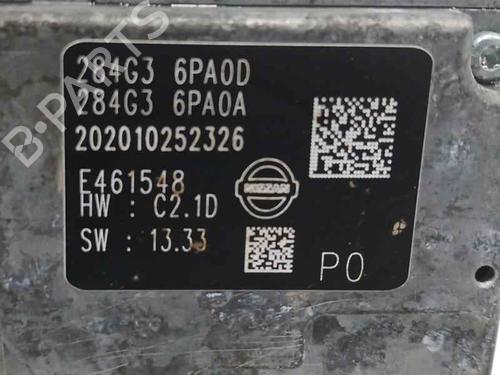 284G3 6PA0D
284G3 6PA0A
202010252326
E461548
NISSAN
HW : C2.1D
SW : 13.33
P0
B-PARTS